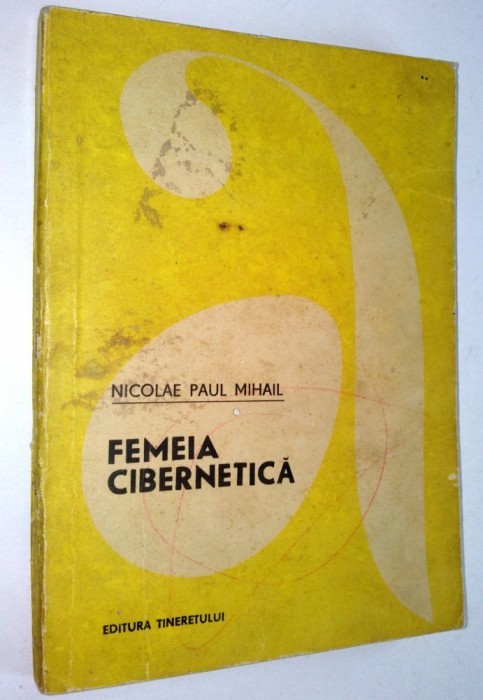 NICOLAE PAUL MIHAIL
FEMEIA
CIBERNETICĂ
EDITURA TINERETULUI